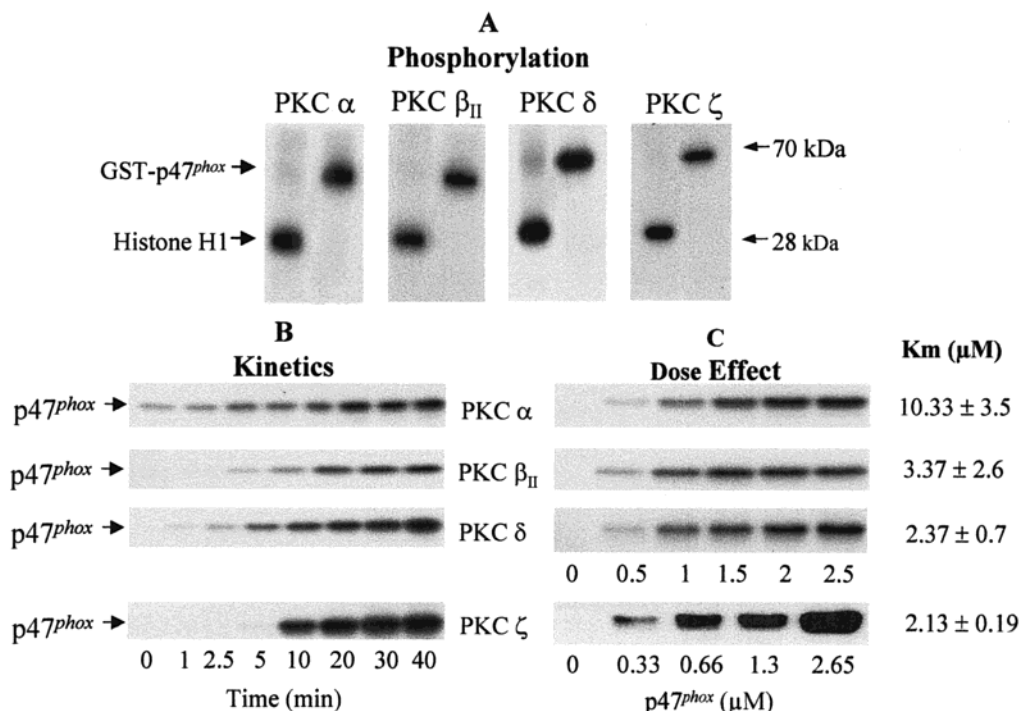 A
Phosphorylation
PKC α PKC βII PKC δ PKC ζ
GST-p47phox 70 kDa
Histone H1 28 kDa
B
Kinetics
C
Dose Effect
Km (μM)
p47phox PKC α 10.33 ± 3.5
p47phox PKC βII 3.37 ± 2.6
p47phox PKC δ 2.37 ± 0.7
0 0.5 1 1.5 2 2.5
p47phox PKC ζ 2.13 ± 0.19
0 1 2.5 5 10 20 30 40
0 0.33 0.66 1.3 2.65
Time (min)
p47phox (μM)